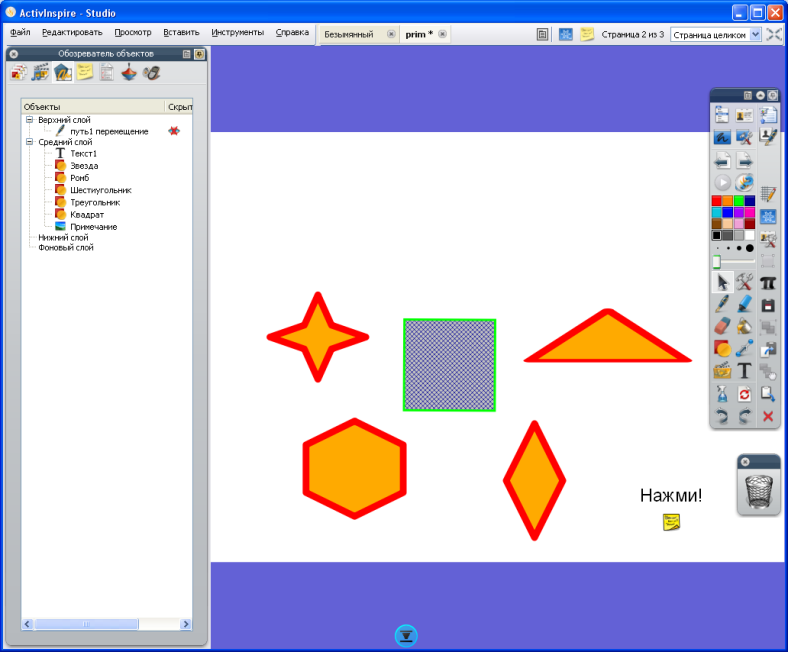 ActivInspire - Studio
Файл Редактировать Просмотр Вставить Инструменты Справка
Безымянный
prim *
Страница 2 из 3
Страница целиком
Обозреватель объектов
Объекты
Скрыт
Верхний слой
путь1 перемещение
Средний слой
Текст1
Звезда
Ромб
Шестиугольник
Треугольник
Квадрат
Примечание
Нижний слой
Фоновый слой
Нажми!